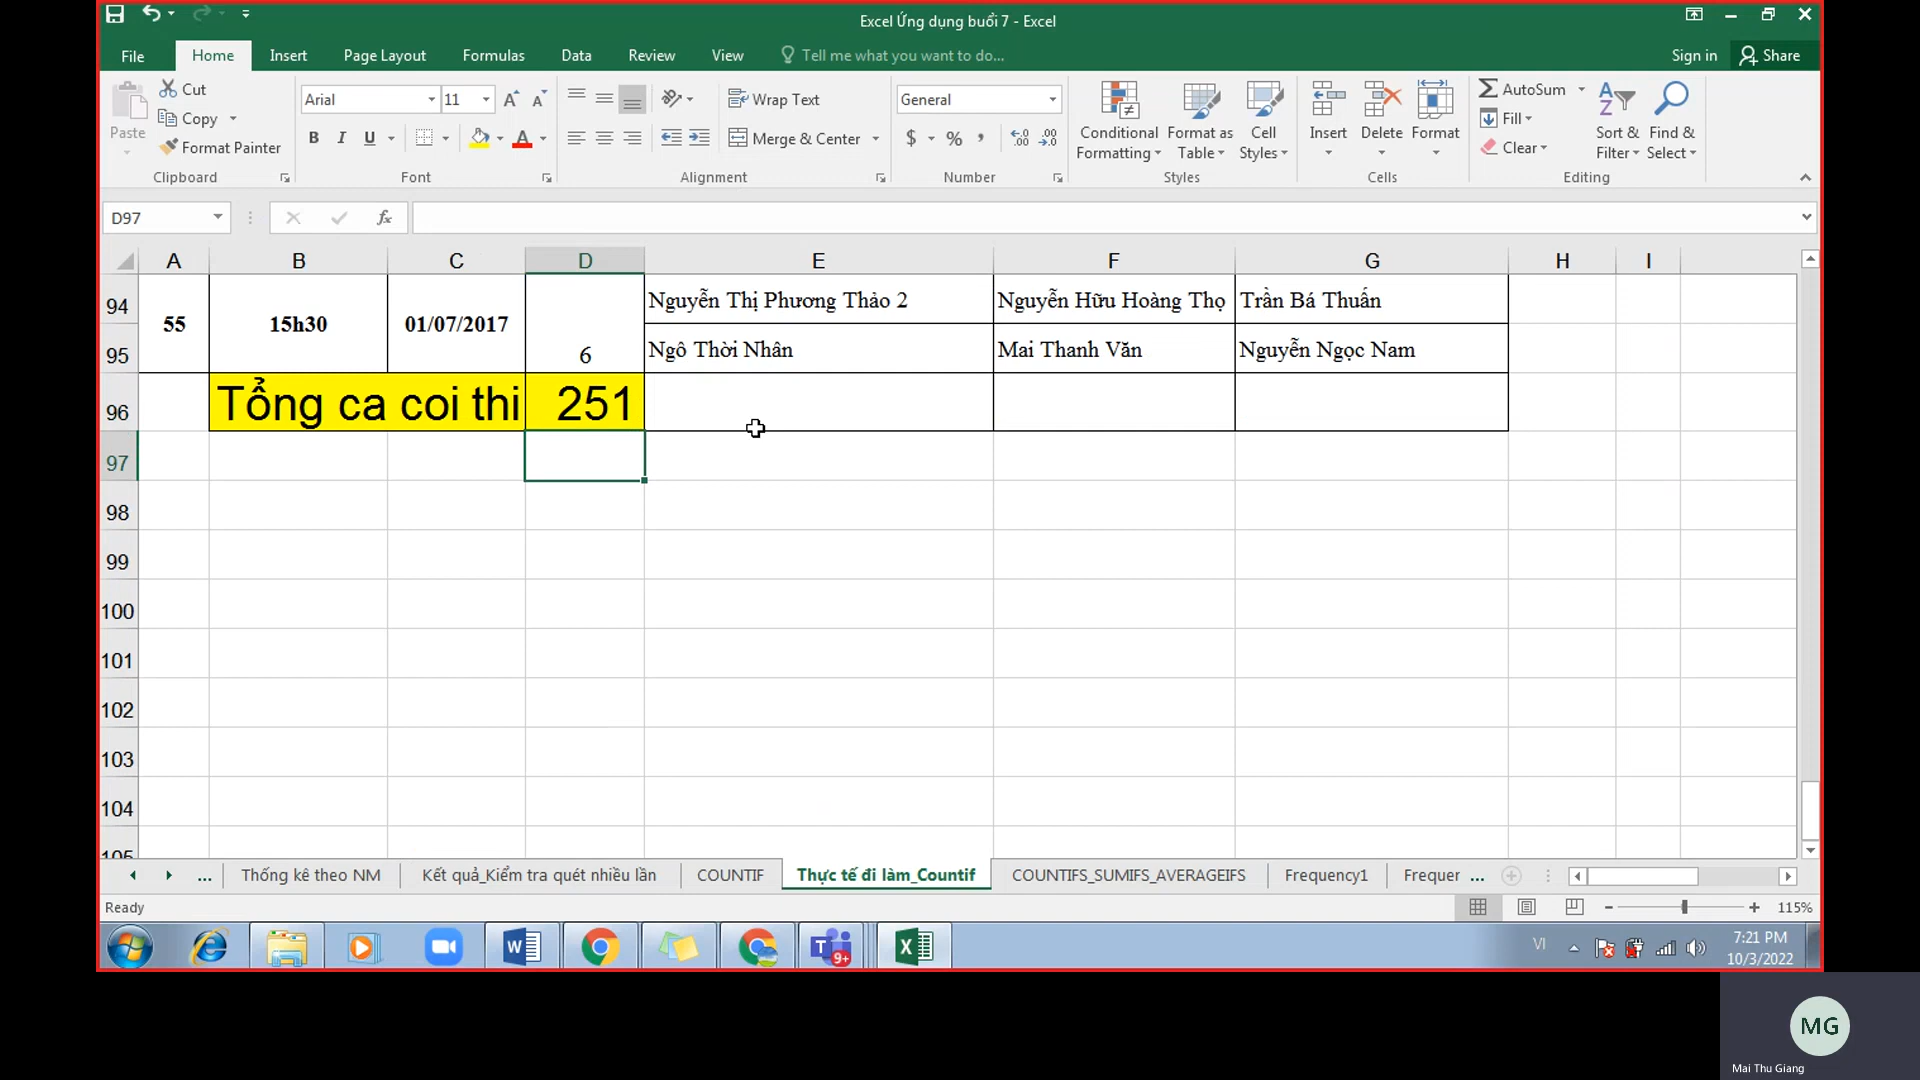 Excel Ứng dụng buổi 7 - Excel
File Home Insert Page Layout Formulas Data Review View Tell me what you want to do... Sign in Share
Paste Cut Copy Format Painter
Arial 11 B I U
Wrap Text Merge & Center
General $ %
Conditional Formatting Format as Table Cell Styles
Insert Delete Format
AutoSum Fill Clear Sort & Filter Find & Select
Clipboard Font Alignment Number Styles Cells Editing
D97 fx
A B C D E F G H I
94 Nguyễn Thị Phương Thảo 2 Nguyễn Hữu Hoàng Thọ Trần Bá Thuấn
55 15h30 01/07/2017
95 6 Ngô Thời Nhân Mai Thanh Văn Nguyễn Ngọc Nam
96 Tổng ca coi thi 251
97
98
99
100
101
102
103
104
105
... Thống kê theo NM Kết quả_Kiểm tra quét nhiều lần COUNTIF Thực tế đi làm_Countif COUNTIFS_SUMIFS_AVERAGEIFS Frequency1 Frequer ...
Ready 115%
VI 7:21 PM
9+ 10/3/2022
MG
Mai Thu Giang